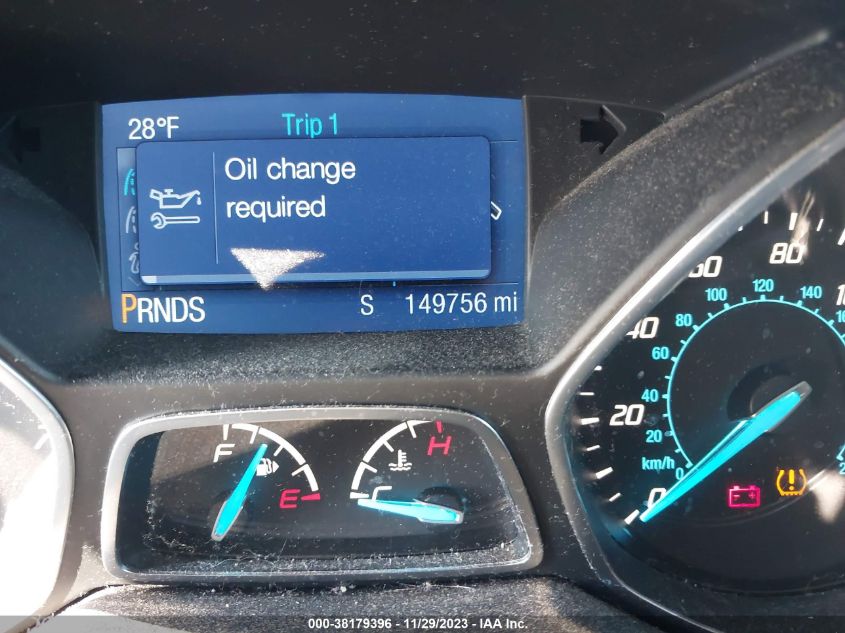 28°F
Trip 1
Oil change
required
PRNDS
S
149756 mi
F
E
H
C
0
20
40
60
80
km/h
0
20
40
60
80
100
120
140
000-38179396 - 11/29/2023 - IAA Inc.